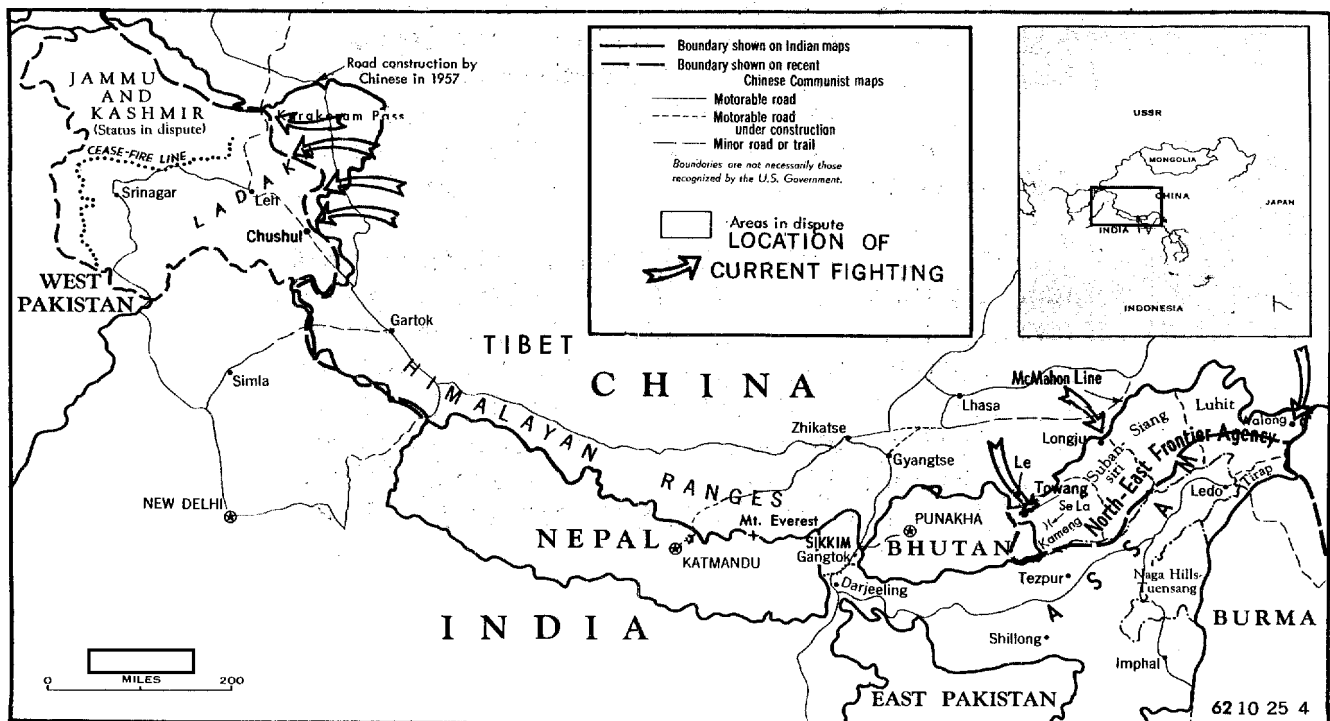 Road construction by
Chinese in 1957
JAMMU
AND
KASHMIR
(Status in dispute)
Karakoram Pass
CEASE-FIRE LINE
Srinagar
LADAK
Leh
Chushul
WEST
PAKISTAN
Gartok
Simla
NEW DELHI
Boundary shown on Indian maps
Boundary shown on recent
Chinese Communist maps
Motorable road
Motorable road
under construction
Minor road or trail
Boundaries are not necessarily those
recognized by the U.S. Government.
Areas in dispute
LOCATION OF
CURRENT FIGHTING
USSR
MONGOLIA
CHINA
JAPAN
INDIA
INDONESIA
TIBET
CHINA
HIMALAYAN RANGES
McMahon Line
Lhasa
Zhikatse
Gyangtse
Longju
Le
Towang
Se La
Kameng
Suban-
siri
Siang
Luhit
Walong
North-East Frontier Agency
Tirap
Ledo
Mt. Everest
NEPAL
KATMANDU
SIKKIM
Gangtok
Darjeeling
PUNAKHA
BHUTAN
Tezpur
ASSAM
Naga Hills-
Tuensang
Shillong
Imphal
INDIA
EAST PAKISTAN
BURMA
0 MILES 200
62 10 25 4